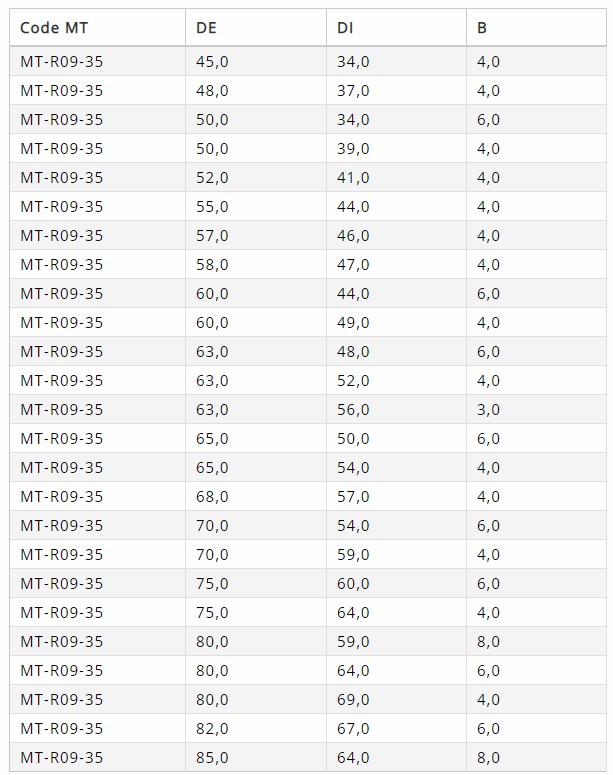 Code MT DE DI B
MT-R09-35 45,0 34,0 4,0
MT-R09-35 48,0 37,0 4,0
MT-R09-35 50,0 34,0 6,0
MT-R09-35 50,0 39,0 4,0
MT-R09-35 52,0 41,0 4,0
MT-R09-35 55,0 44,0 4,0
MT-R09-35 57,0 46,0 4,0
MT-R09-35 58,0 47,0 4,0
MT-R09-35 60,0 44,0 6,0
MT-R09-35 60,0 49,0 4,0
MT-R09-35 63,0 48,0 6,0
MT-R09-35 63,0 52,0 4,0
MT-R09-35 63,0 56,0 3,0
MT-R09-35 65,0 50,0 6,0
MT-R09-35 65,0 54,0 4,0
MT-R09-35 68,0 57,0 4,0
MT-R09-35 70,0 54,0 6,0
MT-R09-35 70,0 59,0 4,0
MT-R09-35 75,0 60,0 6,0
MT-R09-35 75,0 64,0 4,0
MT-R09-35 80,0 59,0 8,0
MT-R09-35 80,0 64,0 6,0
MT-R09-35 80,0 69,0 4,0
MT-R09-35 82,0 67,0 6,0
MT-R09-35 85,0 64,0 8,0